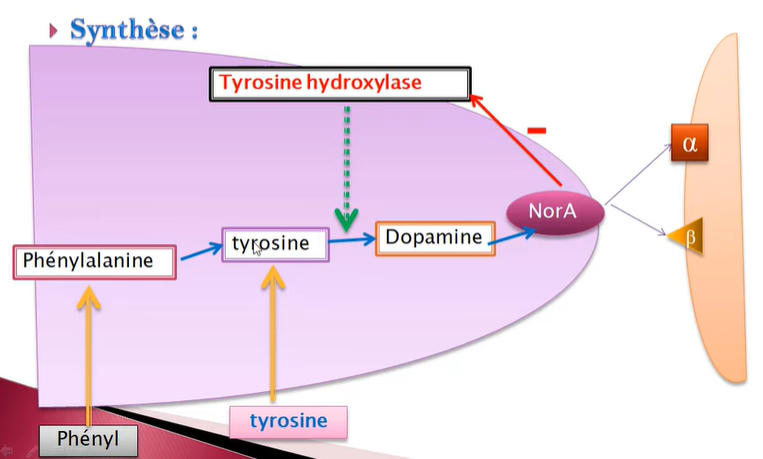 Synthèse :
Tyrosine hydroxylase
α
NorA
tyrosine
Dopamine
β
Phénylalanine
tyrosine
Phényl